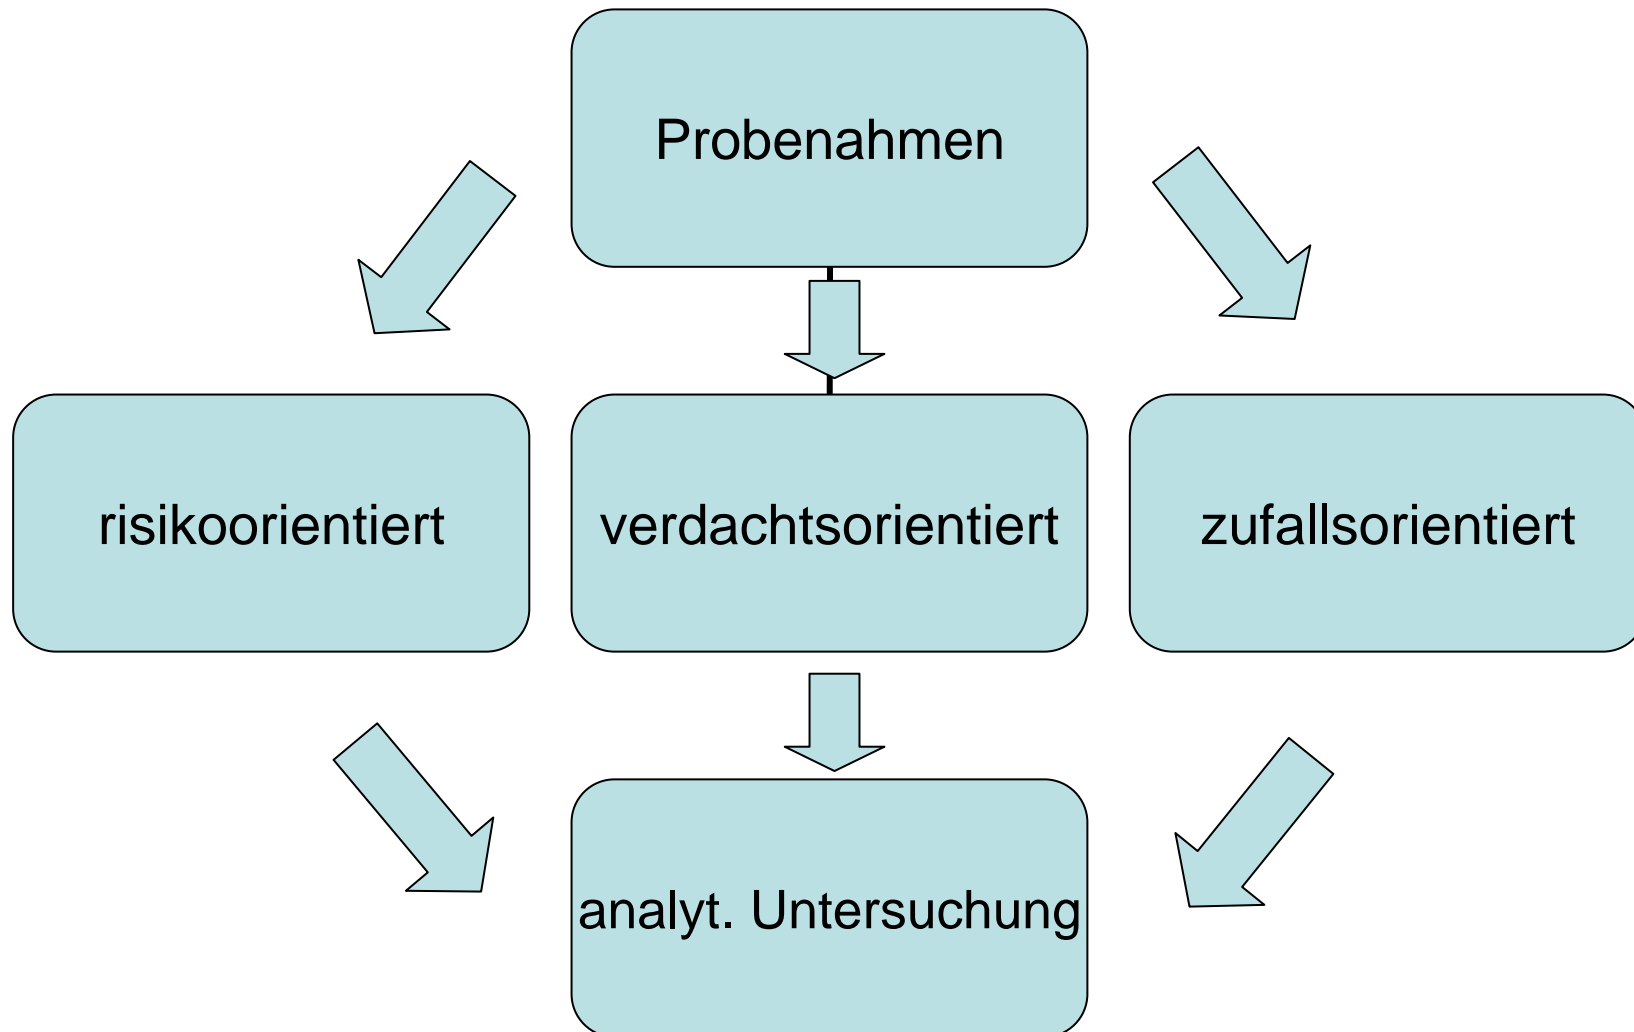 Probenahmen
risikoorientiert
verdachtsorientiert
zufallsorientiert
analyt. Untersuchung